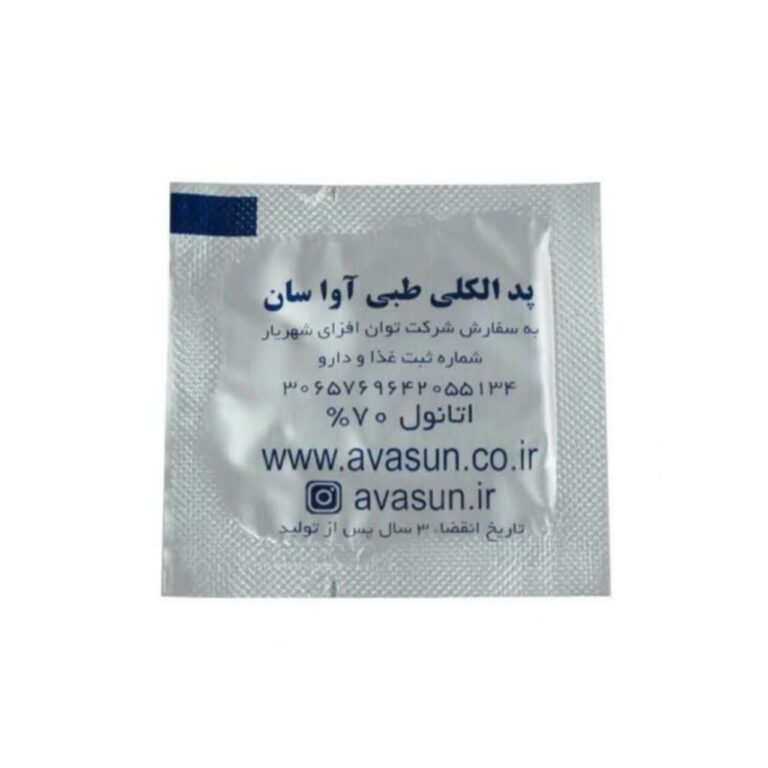 پد الکلی طبی آوا سان
به سفارش شرکت توان افزای شهریار
شماره ثبت غذا و دارو
۳۰۶۵۷۶۹۶۴۲۰۵۵۱۳۴
اتانول ۷۰%
www.avasun.co.ir
avasun.ir
تاریخ انقضا، ۳ سال پس از تولید